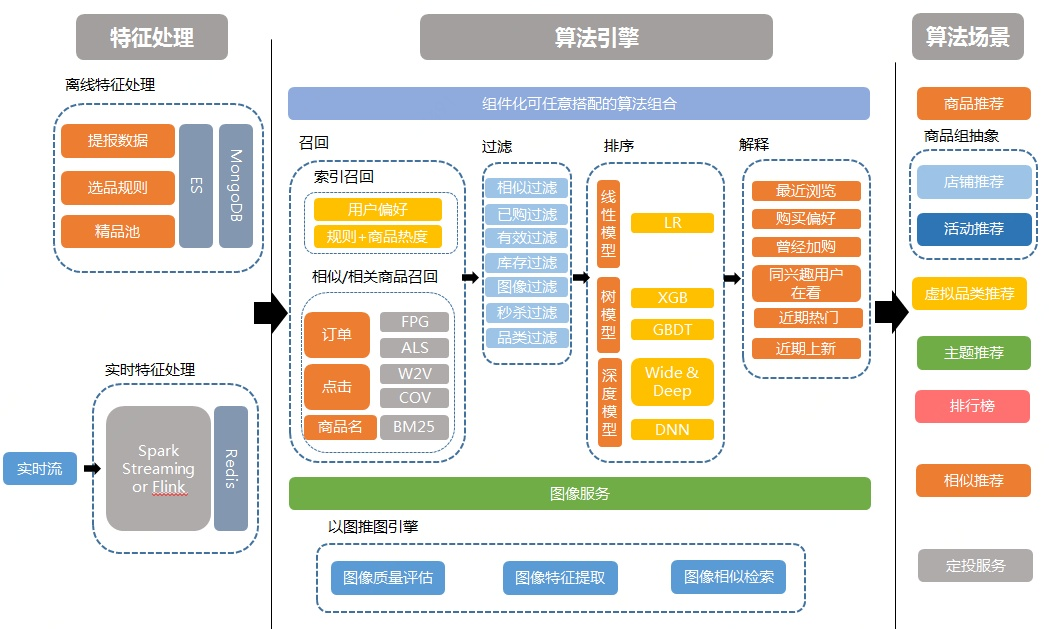 特征处理
离线特征处理
提报数据
选品规则
精品池
ES
MongoDB
实时特征处理
实时流
Spark
Streaming
or Flink
Redis
算法引擎
组件化可任意搭配的算法组合
召回
索引召回
用户偏好
规则+商品热度
相似/相关商品召回
订单
FPG
ALS
点击
W2V
COV
商品名
BM25
过滤
相似过滤
已购过滤
有效过滤
库存过滤
图像过滤
秒杀过滤
品类过滤
排序
线性模型
LR
树模型
XGB
GBDT
深度模型
Wide &
Deep
DNN
解释
最近浏览
购买偏好
曾经加购
同兴趣用户
在看
近期热门
近期上新
图像服务
以图推图引擎
图像质量评估
图像特征提取
图像相似检索
算法场景
商品推荐
商品组抽象
店铺推荐
活动推荐
虚拟品类推荐
主题推荐
排行榜
相似推荐
定投服务